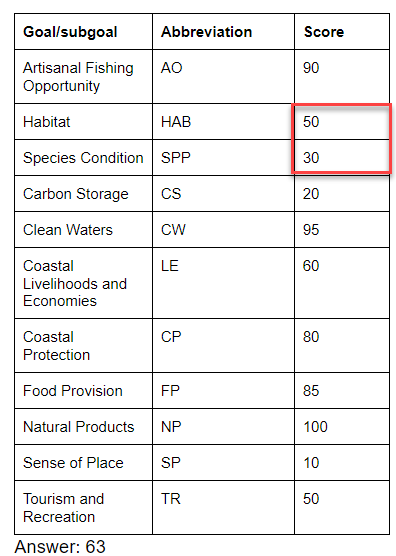 Goal/subgoal Abbreviation Score
Artisanal Fishing AO 90
Opportunity
Habitat HAB 50
Species Condition SPP 30
Carbon Storage CS 20
Clean Waters CW 95
Coastal LE 60
Livelihoods and
Economies
Coastal CP 80
Protection
Food Provision FP 85
Natural Products NP 100
Sense of Place SP 10
Tourism and TR 50
Recreation
Answer: 63